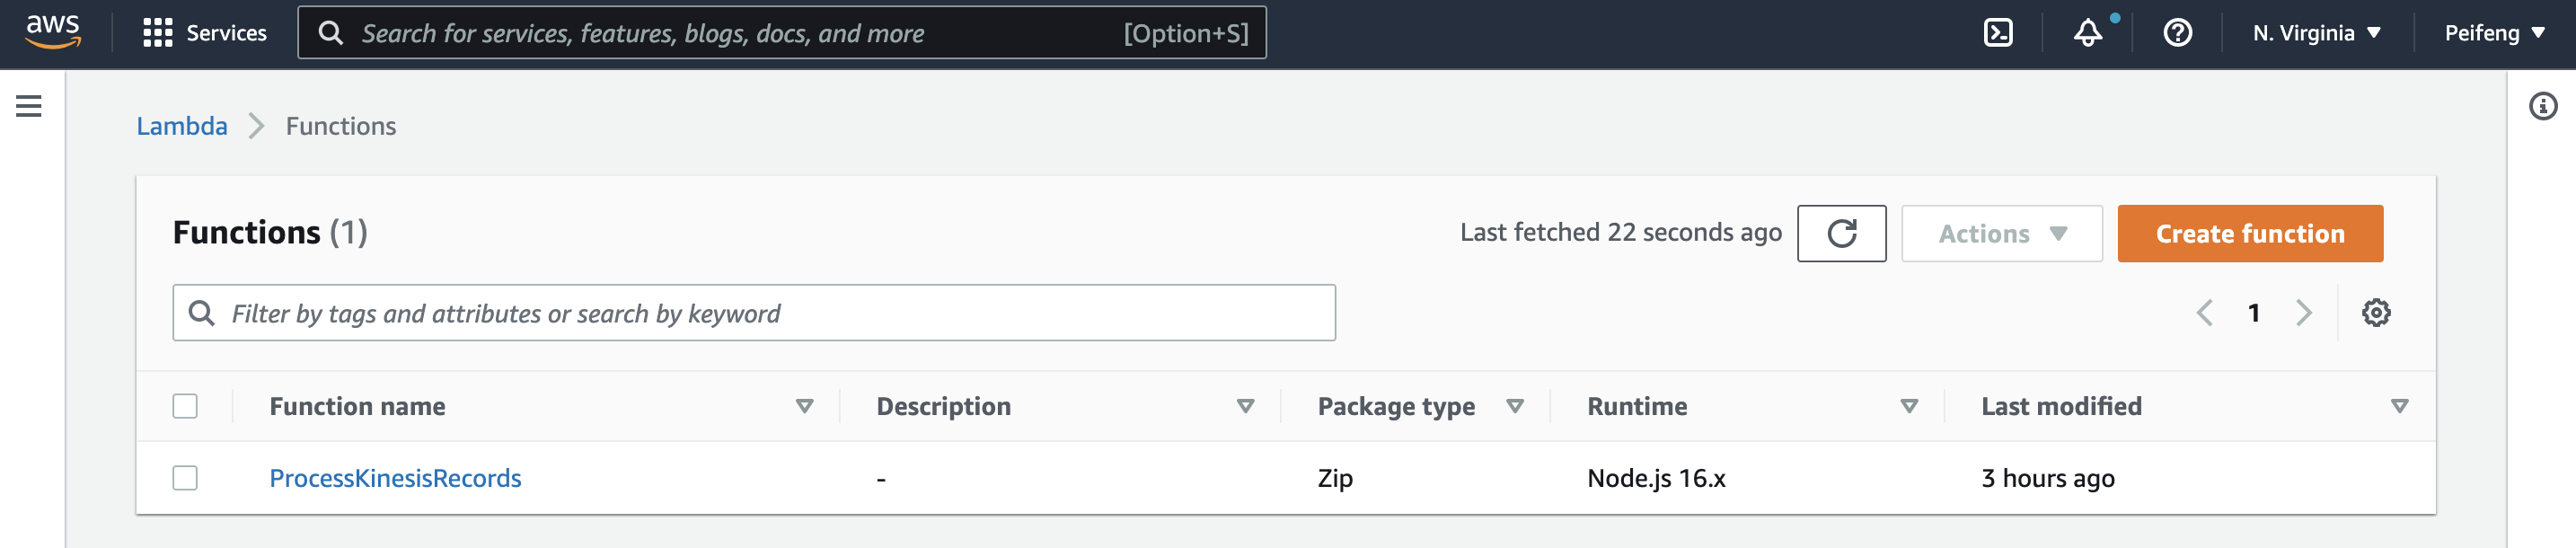 aws Services Search for services, features, blogs, docs, and more [Option+S] N. Virginia Peifeng
Lambda Functions
Functions (1) Last fetched 22 seconds ago Actions Create function
Filter by tags and attributes or search by keyword 1
Function name Description Package type Runtime Last modified
ProcessKinesisRecords - Zip Node.js 16.x 3 hours ago